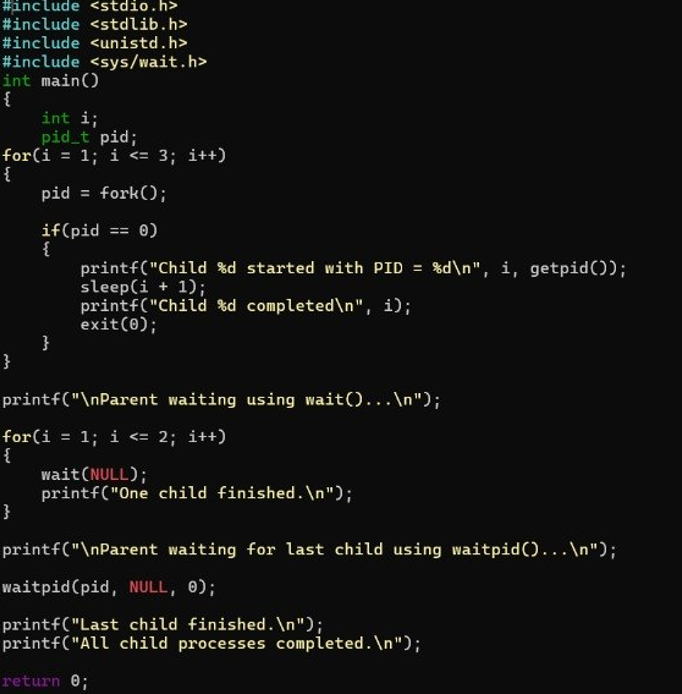 #include <stdio.h>
#include <stdlib.h>
#include <unistd.h>
#include <sys/wait.h>
int main()
{
    int i;
    pid_t pid;
for(i = 1; i <= 3; i++)
{
    pid = fork();

    if(pid == 0)
    {
        printf("Child %d started with PID = %d\n", i, getpid());
        sleep(i + 1);
        printf("Child %d completed\n", i);
        exit(0);
    }
}

printf("\nParent waiting using wait()...\n");

for(i = 1; i <= 2; i++)
{
    wait(NULL);
    printf("One child finished.\n");
}

printf("\nParent waiting for last child using waitpid()...\n");

waitpid(pid, NULL, 0);

printf("Last child finished.\n");
printf("All child processes completed.\n");

return 0;